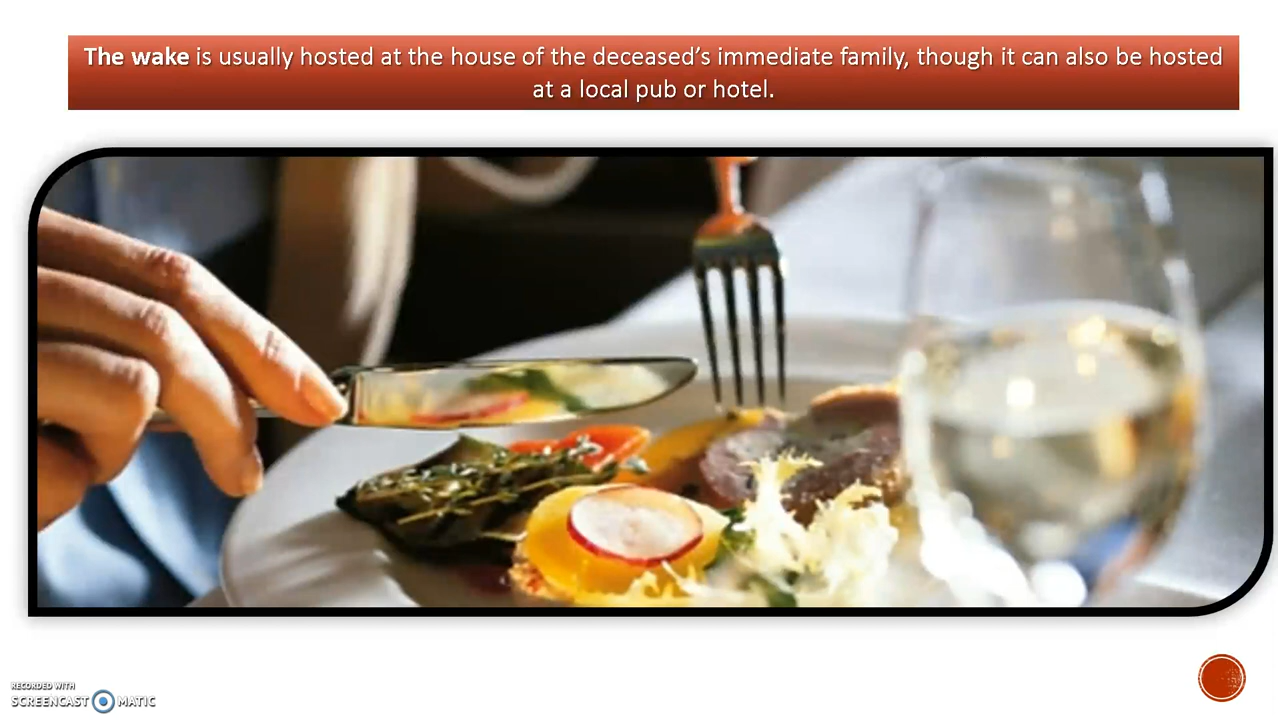 The wake is usually hosted at the house of the deceased’s immediate family, though it can also be hosted
at a local pub or hotel.
RECORDED WITH
SCREENCAST MATIC